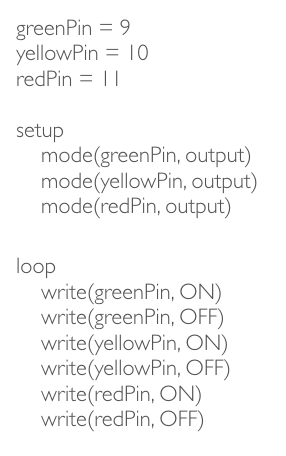 greenPin = 9
yellowPin = 10
redPin = 11
setup
mode(greenPin, output)
mode(yellowPin, output)
mode(redPin, output)
loop
write(greenPin, ON)
write(greenPin, OFF)
write(yellowPin, ON)
write(yellowPin, OFF)
write(redPin, ON)
write(redPin, OFF)